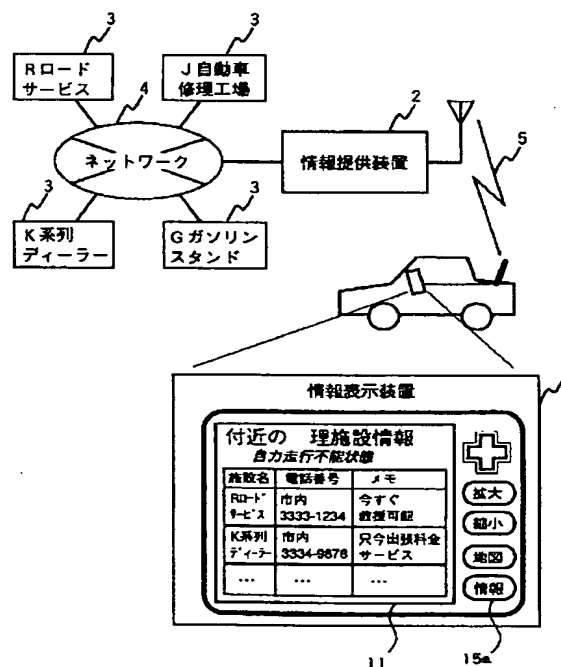 3
Rロード
サービス
4
3
J自動車
修理工場
2
ネットワーク
情報提供装置
5
3
K系列
ディーラー
3
Gガソリン
スタンド
情報表示装置
付近の 理施設情報
自力走行不能状態
施設名 電話番号 メモ
Rロード 市内 今すぐ
サービス 3333-1234 救援可能
K系列 市内 只今出張料金
ディーラー 3334-9876 サービス
... ... ...
拡大
縮小
地図
情報
11
15a